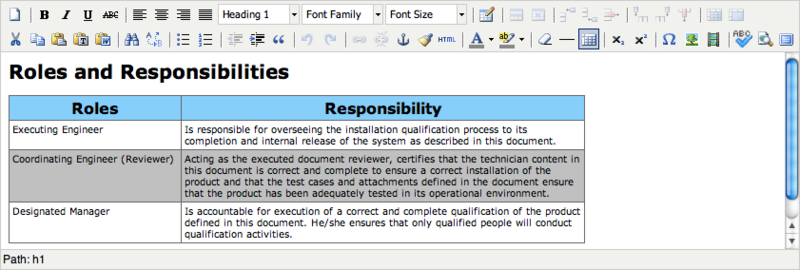 B I U ABC Heading 1 Font Family Font Size
HTML A ab x₂ x² Ω ABC
Roles and Responsibilities
Roles Responsibility
Executing Engineer Is responsible for overseeing the installation qualification process to its
completion and internal release of the system as described in this document.
Coordinating Engineer (Reviewer) Acting as the executed document reviewer, certifies that the technician content in
this document is correct and complete to ensure a correct installation of the
product and that the test cases and attachments defined in the document ensure
that the product has been adequately tested in its operational environment.
Designated Manager Is accountable for execution of a correct and complete qualification of the product
defined in this document. He/she ensures that only qualified people will conduct
qualification activities.
Path: h1